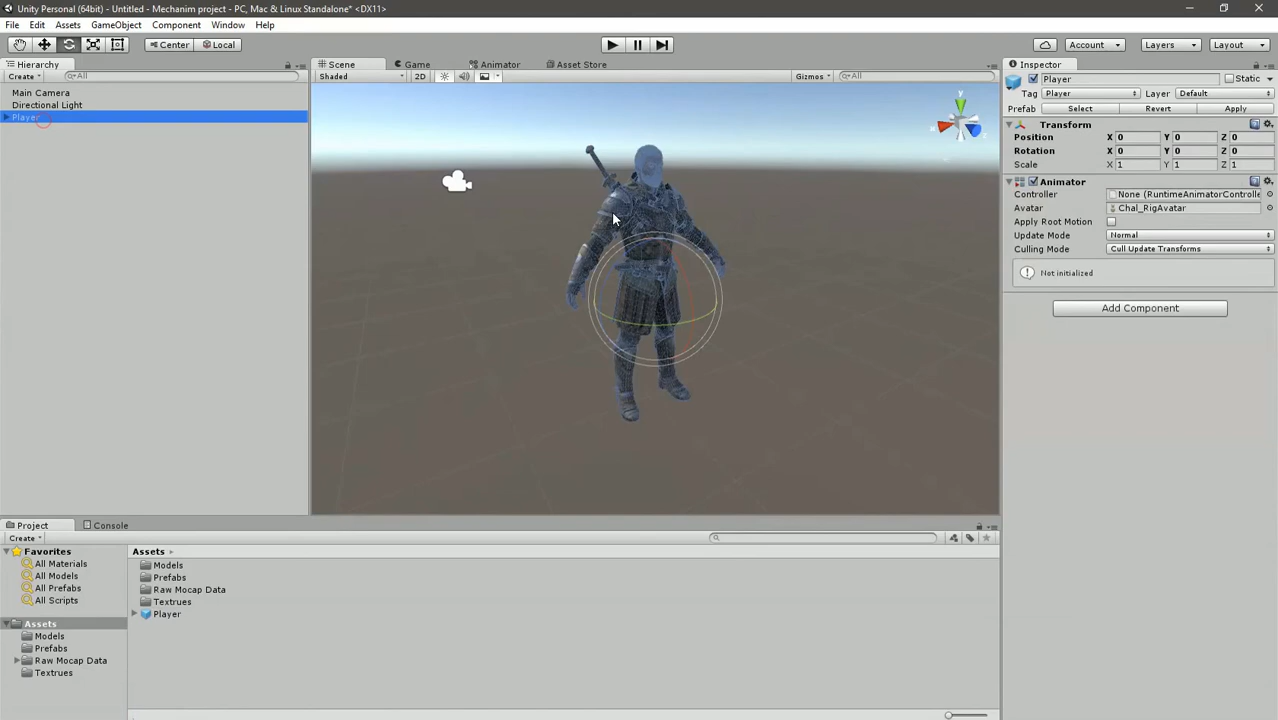 Unity Personal (64bit) - Untitled - Mechanim project - PC, Mac & Linux Standalone* <DX11>
File Edit Assets GameObject Component Window Help
Center Local Account Layers Layout
Hierarchy Scene Game Animator Asset Store Inspector
Create All Shaded 2D Gizmos All Player Static
Main Camera
Directional Light
Player
Tag Player Layer Default
Prefab Select Revert Apply
Transform
Position X 0 Y 0 Z 0
Rotation X 0 Y 0 Z 0
Scale X 1 Y 1 Z 1
Animator
Controller None (RuntimeAnimatorControlle
Avatar Chal_RigAvatar
Apply Root Motion
Update Mode Normal
Culling Mode Cull Update Transforms
Not initialized
Add Component
y
x
z
Project Console
Create
Favorites
All Materials
All Models
All Prefabs
All Scripts
Assets
Models
Prefabs
Raw Mocap Data
Textrues
Assets
Models
Prefabs
Raw Mocap Data
Textrues
Player